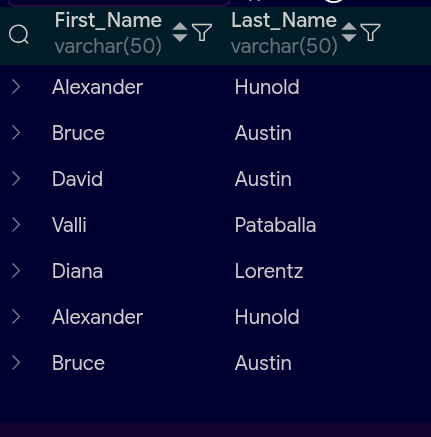 First_Name Last_Name
varchar(50) varchar(50)
Alexander Hunold
Bruce Austin
David Austin
Valli Pataballa
Diana Lorentz
Alexander Hunold
Bruce Austin